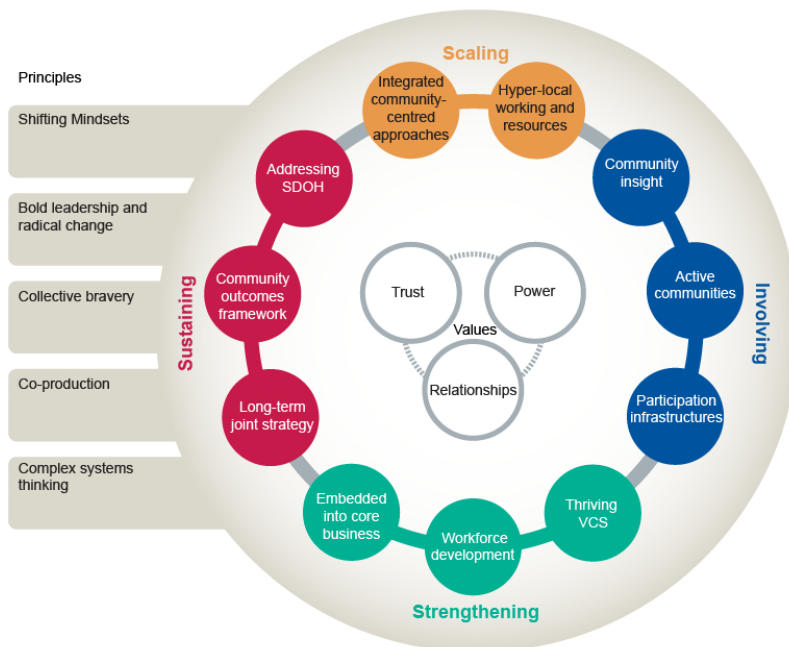 Principles
Shifting Mindsets
Bold leadership and
radical change
Collective bravery
Co-production
Complex systems
thinking
Scaling
Integrated
community-
centred
approaches
Hyper-local
working and
resources
Involving
Community
insight
Active
communities
Participation
infrastructures
Strengthening
Thriving
VCS
Workforce
development
Embedded
into core
business
Sustaining
Long-term
joint strategy
Community
outcomes
framework
Addressing
SDOH
Trust
Power
Values
Relationships